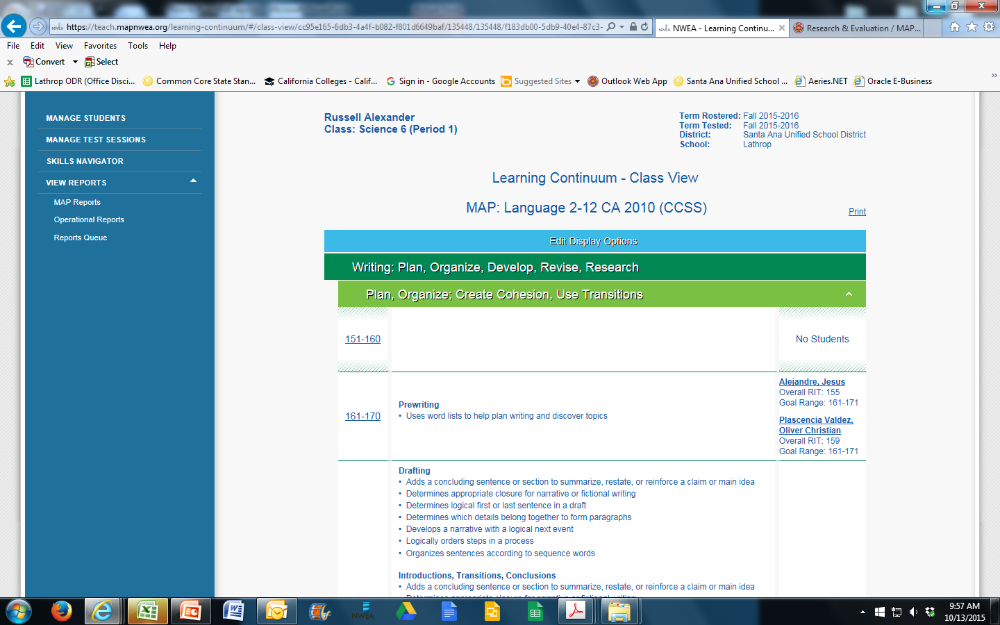 https://teach.mapnwea.org/learning-continuum/#/class-view/cc95e165-6db3-4a4f-b082-f801d6649baf/135448/135448/f183db00-5db9-40e4-87c3-
NWEA - Learning Continu...
Research & Evaluation / MAP...
File Edit View Favorites Tools Help
Convert Select
Lathrop ODR (Office Disci... Common Core State Stan... California Colleges - Calif... Sign in - Google Accounts Suggested Sites Outlook Web App Santa Ana Unified School ... Aeries.NET Oracle E-Business
MANAGE STUDENTS
MANAGE TEST SESSIONS
SKILLS NAVIGATOR
VIEW REPORTS
MAP Reports
Operational Reports
Reports Queue
Russell Alexander
Class: Science 6 (Period 1)
Term Rostered: Fall 2015-2016
Term Tested: Fall 2015-2016
District: Santa Ana Unified School District
School: Lathrop
Learning Continuum - Class View
MAP: Language 2-12 CA 2010 (CCSS)
Print
Edit Display Options
Writing: Plan, Organize, Develop, Revise, Research
Plan, Organize; Create Cohesion, Use Transitions
151-160
No Students
161-170
Prewriting
• Uses word lists to help plan writing and discover topics
Alejandre, Jesus
Overall RIT: 155
Goal Range: 161-171
Plascencia Valdez,
Oliver Christian
Overall RIT: 159
Goal Range: 161-171
Drafting
• Adds a concluding sentence or section to summarize, restate, or reinforce a claim or main idea
• Determines appropriate closure for narrative or fictional writing
• Determines logical first or last sentence in a draft
• Determines which details belong together to form paragraphs
• Develops a narrative with a logical next event
• Logically orders steps in a process
• Organizes sentences according to sequence words
Introductions, Transitions, Conclusions
• Adds a concluding sentence or section to summarize, restate, or reinforce a claim or main idea
NWEA
9:57 AM
10/13/2015